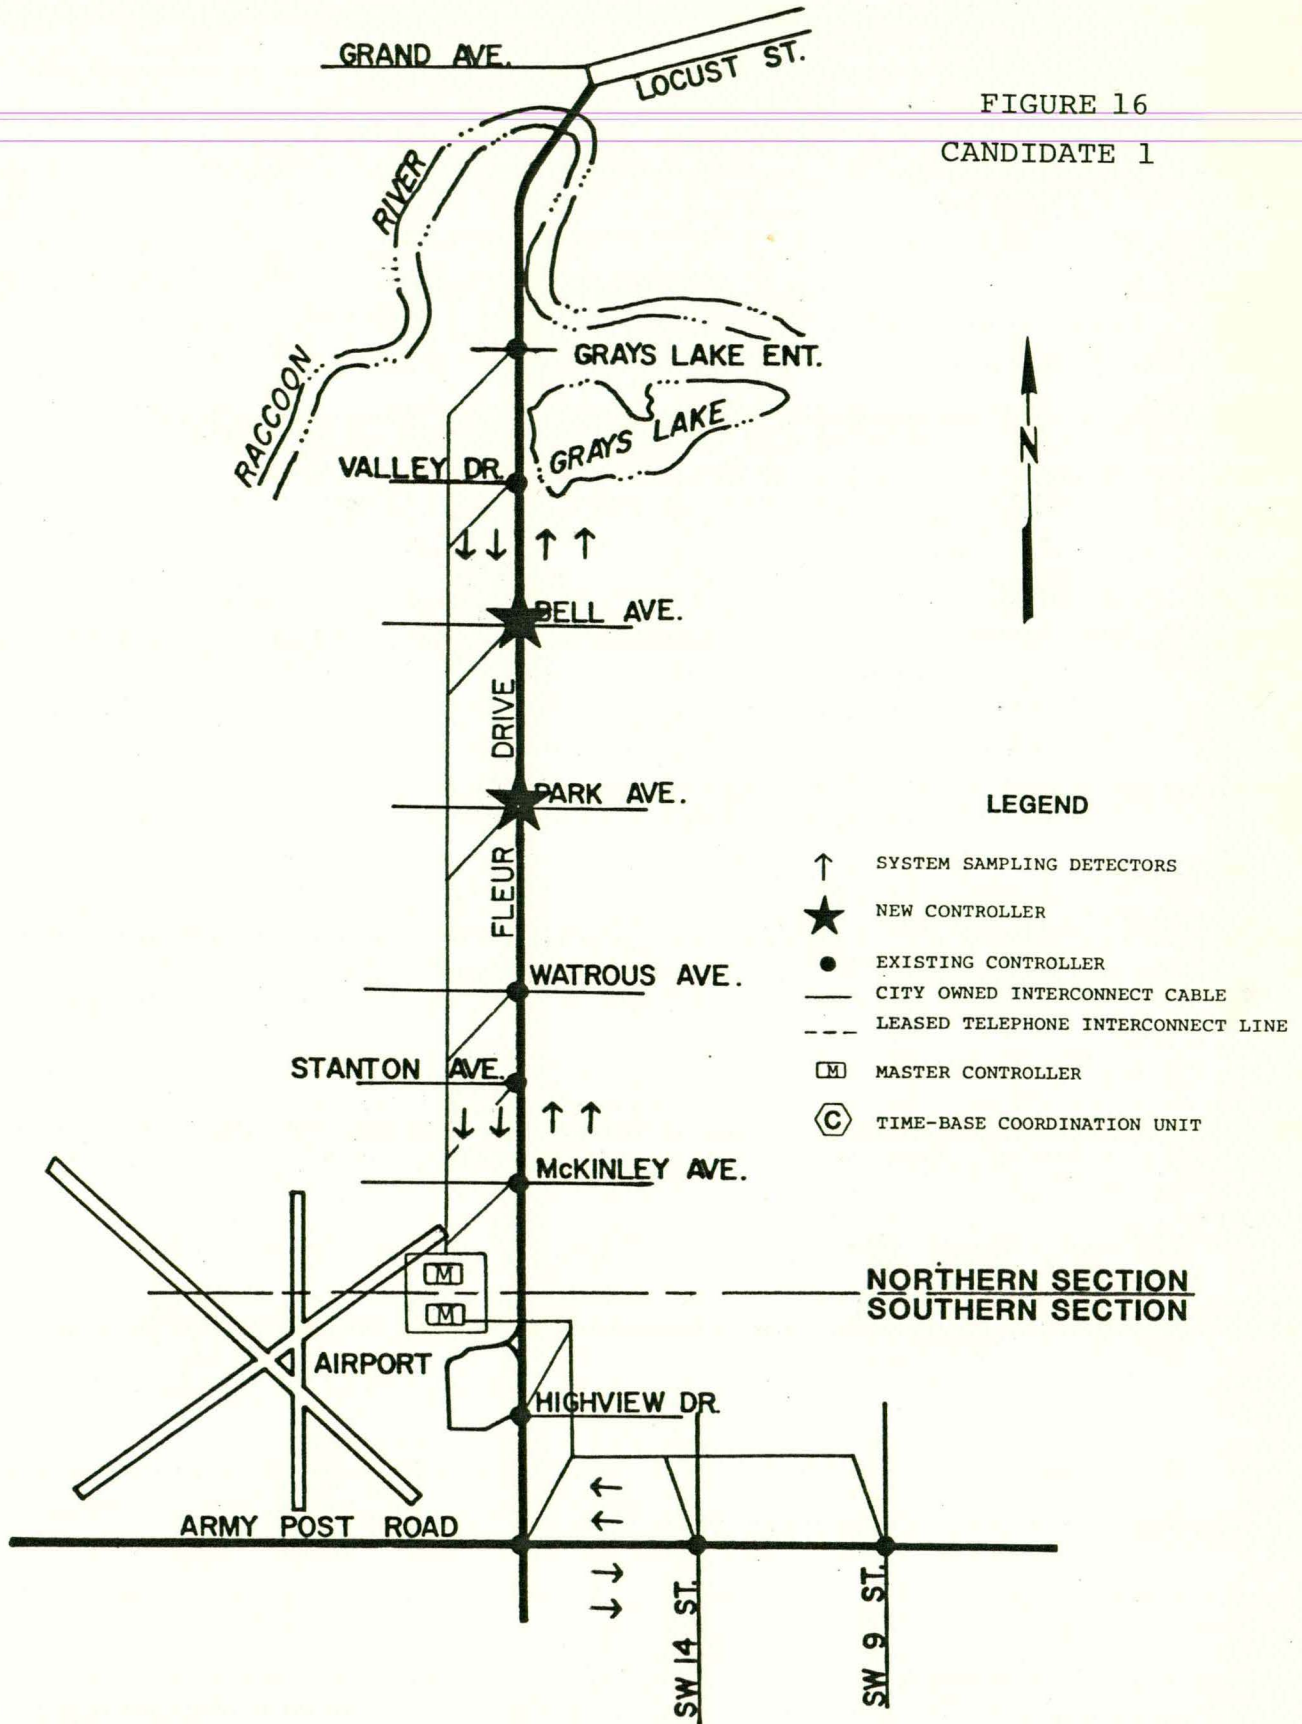 GRAND AVE.
LOCUST ST.
FIGURE 16
CANDIDATE 1
RACCOON RIVER
GRAYS LAKE ENT.
GRAYS LAKE
VALLEY DR.
N
BELL AVE.
FLEUR DRIVE
PARK AVE.
LEGEND
SYSTEM SAMPLING DETECTORS
NEW CONTROLLER
EXISTING CONTROLLER
CITY OWNED INTERCONNECT CABLE
LEASED TELEPHONE INTERCONNECT LINE
M MASTER CONTROLLER
C TIME-BASE COORDINATION UNIT
WATROUS AVE.
STANTON AVE.
McKINLEY AVE.
M
M
NORTHERN SECTION
SOUTHERN SECTION
AIRPORT
HIGHVIEW DR.
ARMY POST ROAD
SW 14 ST.
SW 9 ST.